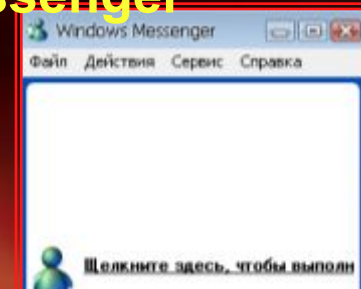 ssenger
Windows Messenger
Файл Действия Сервис Справка
Щелкните здесь, чтобы выполн